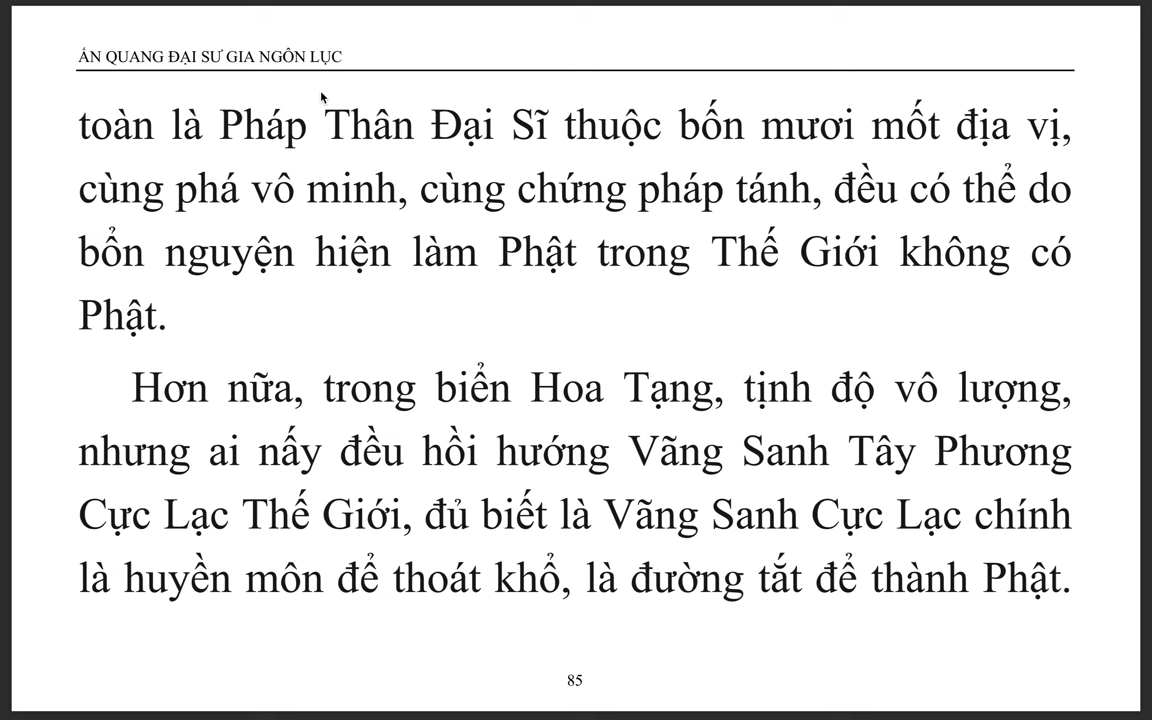 ẤN QUANG ĐẠI SƯ GIA NGÔN LỤC
toàn là Pháp Thân Đại Sĩ thuộc bốn mươi mốt địa vị,
cùng phá vô minh, cùng chứng pháp tánh, đều có thể do
bổn nguyện hiện làm Phật trong Thế Giới không có
Phật.
Hơn nữa, trong biển Hoa Tạng, tịnh độ vô lượng,
nhưng ai nấy đều hồi hướng Vãng Sanh Tây Phương
Cực Lạc Thế Giới, đủ biết là Vãng Sanh Cực Lạc chính
là huyền môn để thoát khổ, là đường tắt để thành Phật.
85